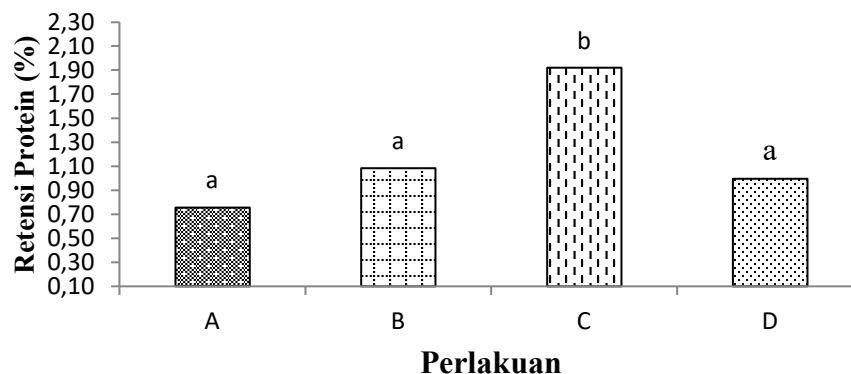 Retensi Protein (%)
2,30
2,10
1,90
1,70
1,50
1,30
1,10
0,90
0,70
0,50
0,30
0,10
a
a
b
a
A B C D
Perlakuan